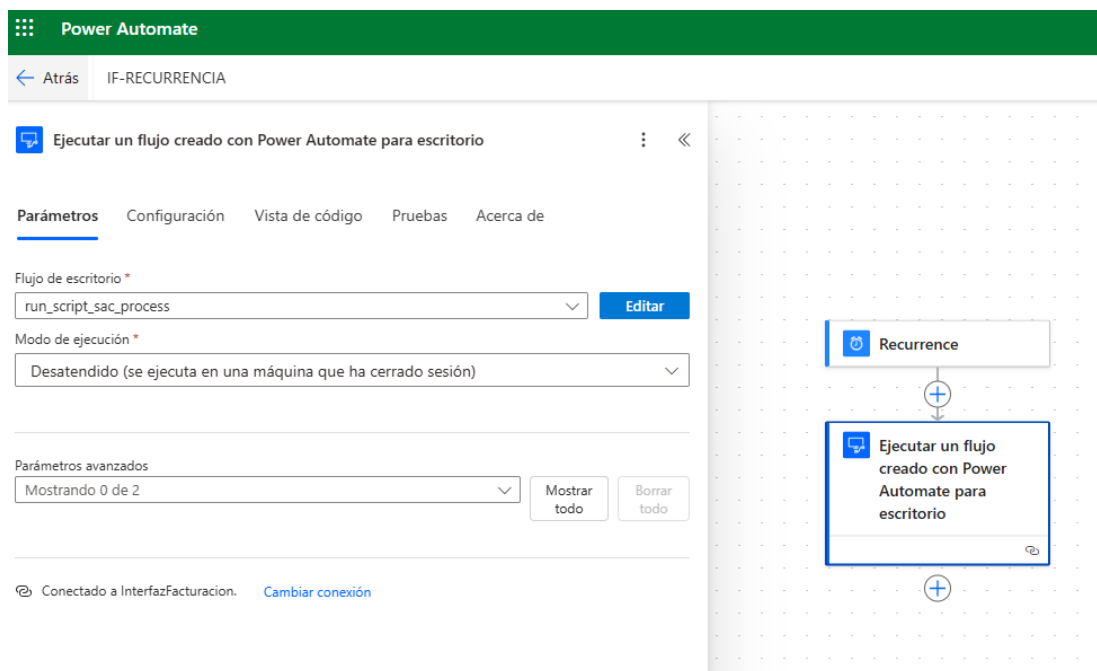 Power Automate
Atrás IF-RECURRENCIA
Ejecutar un flujo creado con Power Automate para escritorio
Parámetros Configuración Vista de código Pruebas Acerca de
Flujo de escritorio *
run_script_sac_process Editar
Modo de ejecución *
Desatendido (se ejecuta en una máquina que ha cerrado sesión)
Parámetros avanzados
Mostrando 0 de 2
Mostrar
todo
Borrar
todo
Conectado a InterfazFacturacion. Cambiar conexión
Recurrence
Ejecutar un flujo
creado con Power
Automate para
escritorio